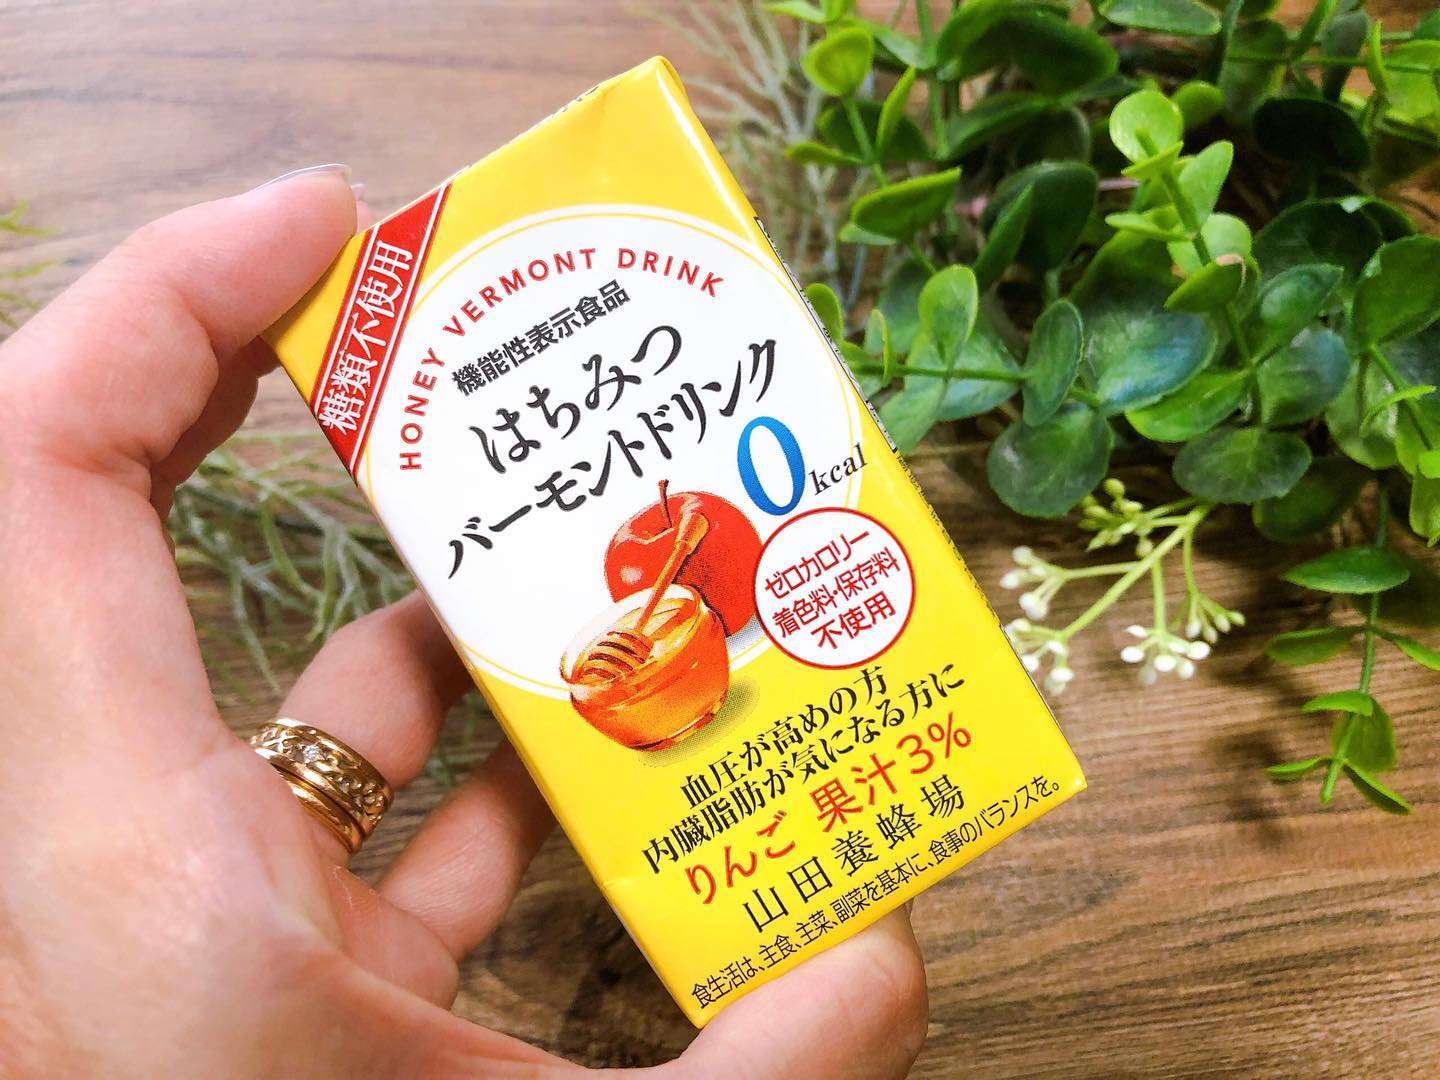 糖類不使用
HONEY VERMONT DRINK
機能性表示食品
はちみつ
バーモントドリンク
0kcal
ゼロカロリー
着色料・保存料
不使用
血圧が高めの方
内臓脂肪が気になる方に
りんご 果汁3%
山田養蜂場
食生活は、主食、主菜、副菜を基本に、食事のバランスを。